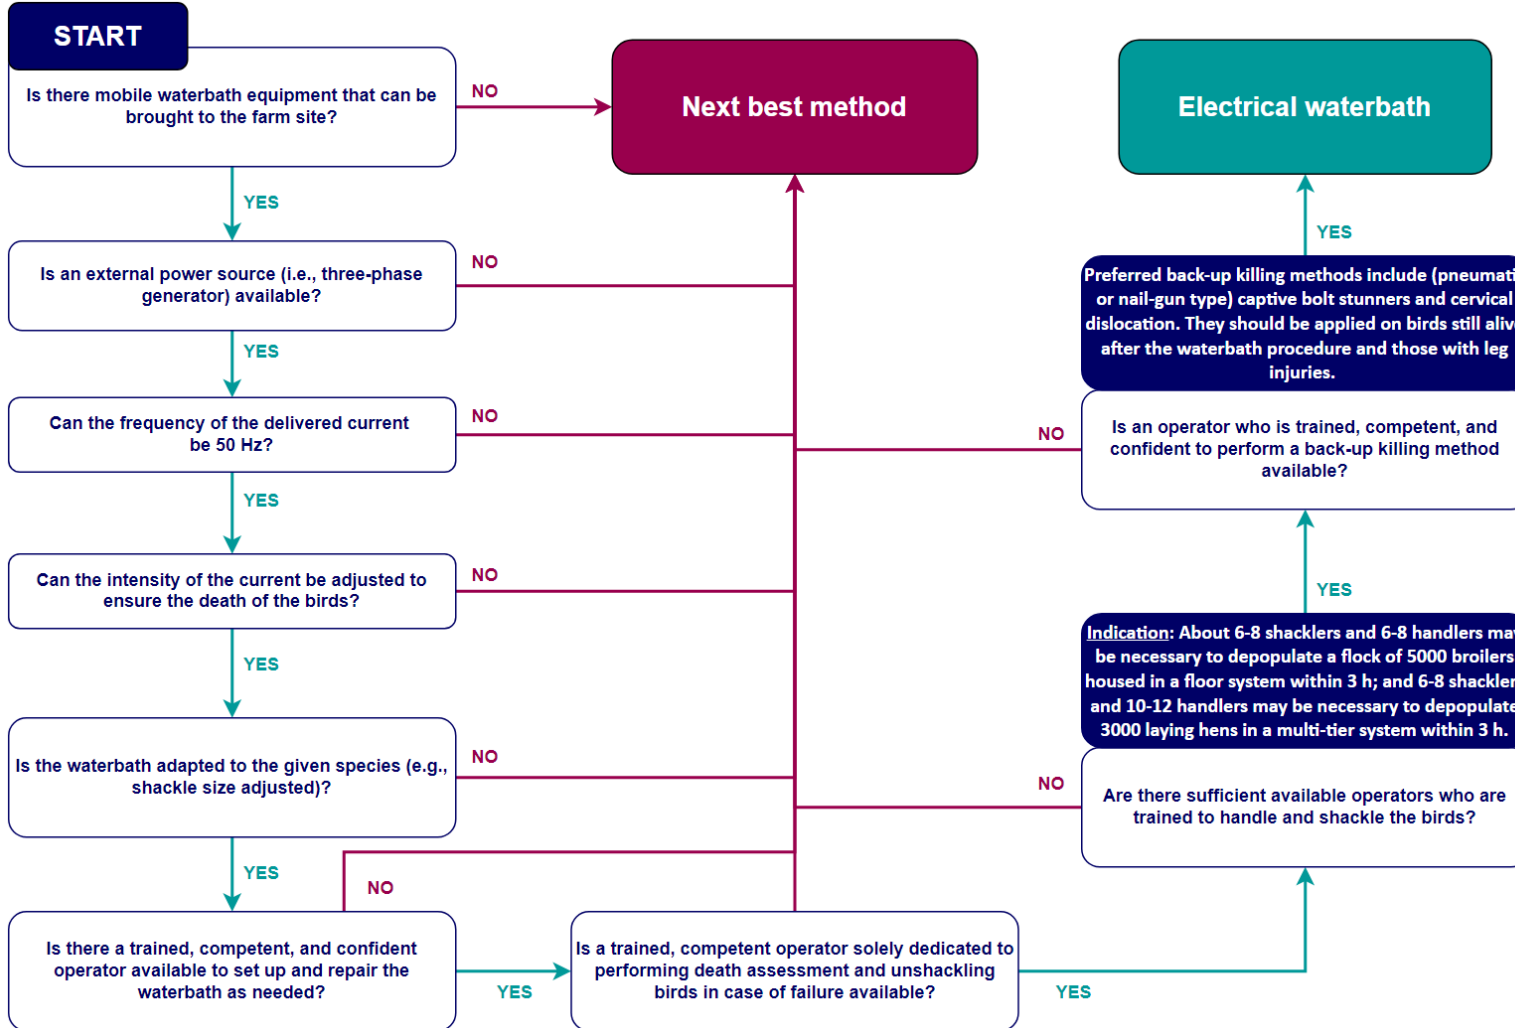 START
Is there mobile waterbath equipment that can be
brought to the farm site?
NO
Next best method
Electrical waterbath
YES
Is an external power source (i.e., three-phase
generator) available?
NO
YES
Can the frequency of the delivered current
be 50 Hz?
NO
YES
Can the intensity of the current be adjusted to
ensure the death of the birds?
NO
YES
Is the waterbath adapted to the given species (e.g.,
shackle size adjusted)?
NO
YES
Is there a trained, competent, and confident
operator available to set up and repair the
waterbath as needed?
NO
YES
Is a trained, competent operator solely dedicated to
performing death assessment and unshackling
birds in case of failure available?
YES
Are there sufficient available operators who are
trained to handle and shackle the birds?
NO
Indication: About 6-8 shacklers and 6-8 handlers may
be necessary to depopulate a flock of 5000 broilers
housed in a floor system within 3 h; and 6-8 shackler
and 10-12 handlers may be necessary to depopulate
3000 laying hens in a multi-tier system within 3 h.
YES
Is an operator who is trained, competent, and
confident to perform a back-up killing method
available?
NO
Preferred back-up killing methods include (pneumati
or nail-gun type) captive bolt stunners and cervical
dislocation. They should be applied on birds still aliv
after the waterbath procedure and those with leg
injuries.
YES